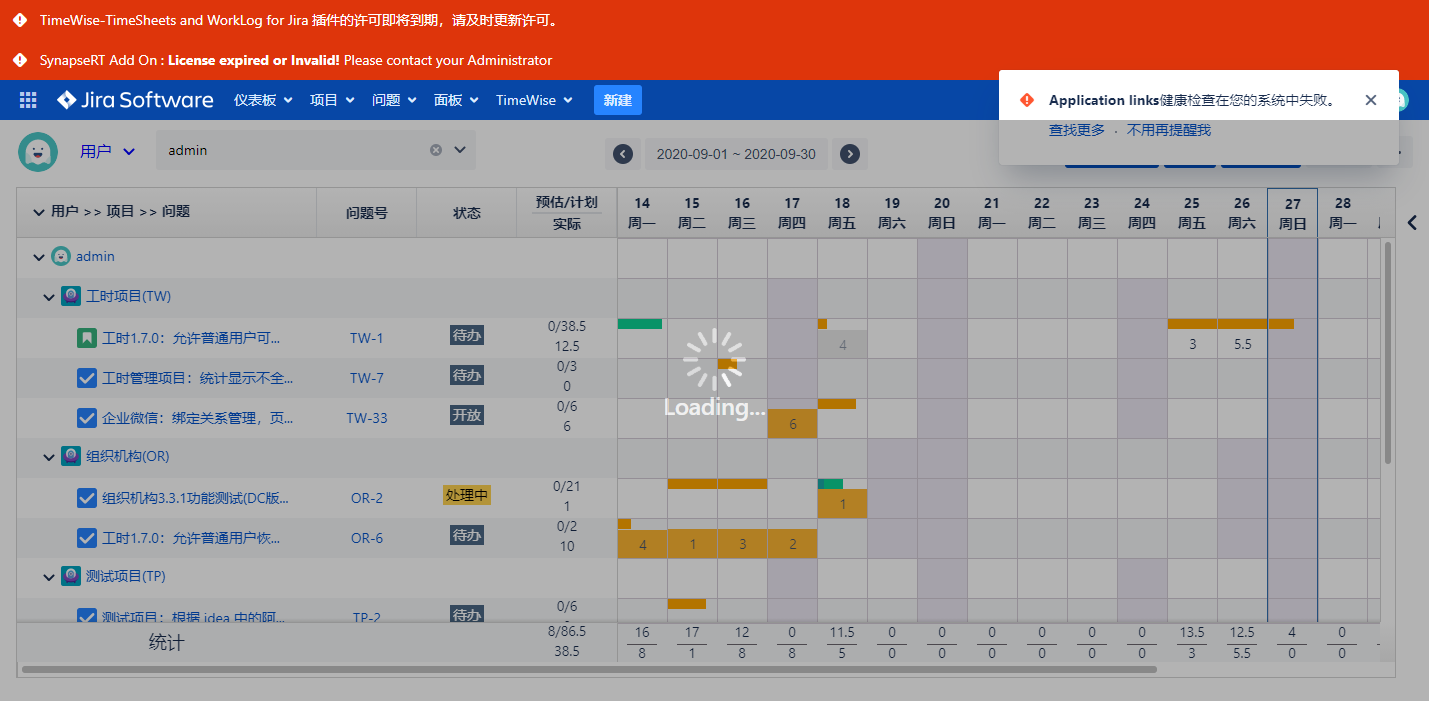 TimeWise-TimeSheets and WorkLog for Jira 插件的许可即将到期，请及时更新许可。
SynapseRT Add On : License expired or Invalid! Please contact your Administrator
Jira Software 仪表板 项目 问题 面板 TimeWise 新建
Application links健康检查在您的系统中失败。
查找更多 · 不用再提醒我
用户 admin 2020-09-01 ~ 2020-09-30
用户 >> 项目 >> 问题 问题号 状态 预估/计划 实际
14 15 16 17 18 19 20 21 22 23 24 25 26 27 28
周一 周二 周三 周四 周五 周六 周日 周一 周二 周三 周四 周五 周六 周日 周一
admin
工时项目(TW)
工时1.7.0：允许普通用户可... TW-1 待办 0/38.5 12.5 4 3 5.5
工时管理项目：统计显示不全... TW-7 待办 0/3 0
Loading...
企业微信：绑定关系管理，页... TW-33 开放 0/6 6 6
组织机构(OR)
组织机构3.3.1功能测试(DC版... OR-2 处理中 0/21 1 1
工时1.7.0：允许普通用户恢... OR-6 待办 0/2 10 4 1 3 2
测试项目(TP)
测试项目：根据 idea 中的阿... TP-2 待办 0/6
统计 8/86.5 38.5
16 17 12 0 11.5 0 0 0 0 0 0 13.5 12.5 4 0
8 1 8 8 5 0 0 0 0 0 0 3 5.5 0 0